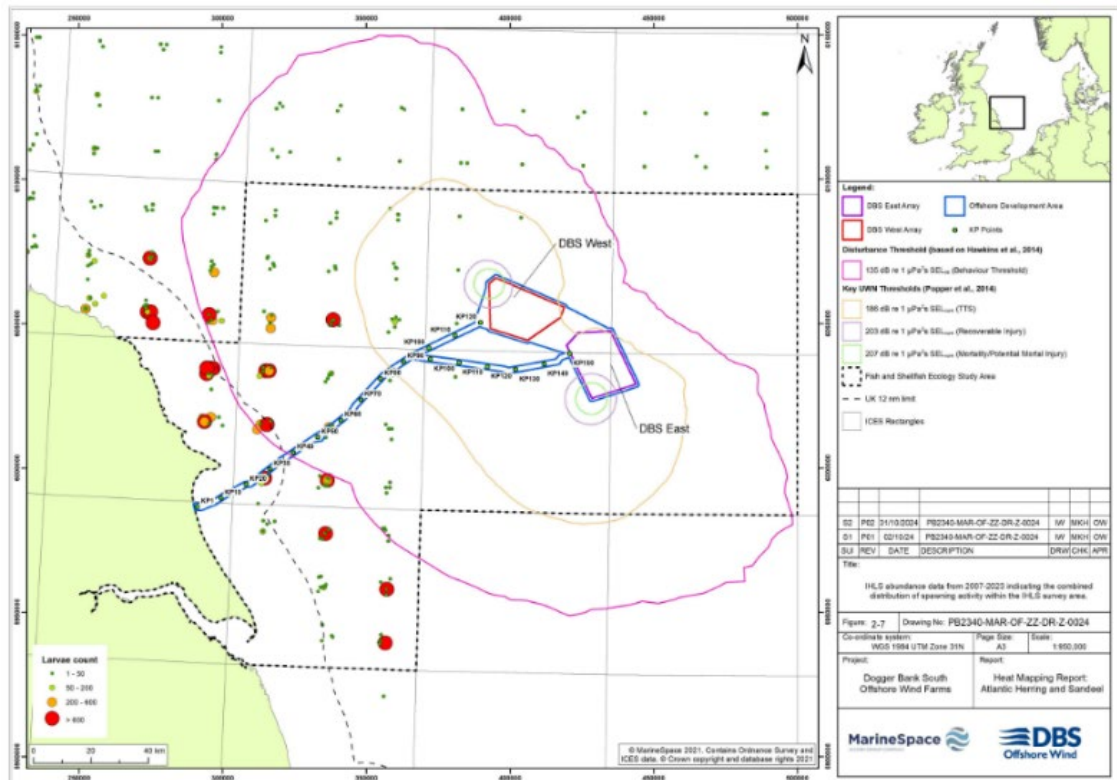 250000 300000 350000 400000 450000 500000
N
DBS West
DBS East
KP1
KP10
KP20
KP30
KP40
KP50
KP60
KP70
KP80
KP90
KP100
KP110
KP120
KP100
KP110
KP120
KP130
KP140
KP150
Larvae count
1 - 50
50 - 200
200 - 600
> 600
0 20 40 km
© MarineSpace 2021. Contains Ordnance Survey and
ICES data. © Crown copyright and database rights 2021
Legend:
DBS East Array
Offshore Development Area
DBS West Array
KP Points
Disturbance Threshold (based on Hawkins et al., 2014)
135 dB re 1 µPa²s SELss (Behaviour Threshold)
Key UWN Thresholds (Popper et al., 2014)
186 dB re 1 µPa²s SELcum (TTS)
203 dB re 1 µPa²s SELcum (Recoverable Injury)
207 dB re 1 µPa²s SELcum (Mortality/Potential Mortal Injury)
Fish and Shellfish Ecology Study Area
UK 12 nm limit
ICES Rectangles
S2 P02 31/10/2024 PB2340-MAR-OF-ZZ-DR-Z-0024 IW MKH OW
S1 P01 02/10/24 PB2340-MAR-OF-ZZ-DR-Z-0024 IW MKH OW
SUI REV DATE DESCRIPTION DRW CHK APR
Title:
IHLS abundance data from 2007-2023 indicating the combined
distribution of spawning activity within the IHLS survey area.
Figure: 2-7 Drawing No: PB2340-MAR-OF-ZZ-DR-Z-0024
Co-ordinate system: Page Size: Scale:
WGS 1984 UTM Zone 31N A3 1:950,000
Project: Report:
Dogger Bank South
Offshore Wind Farms
Heat Mapping Report:
Atlantic Herring and Sandeel
MarineSpace
DBS
Offshore Wind